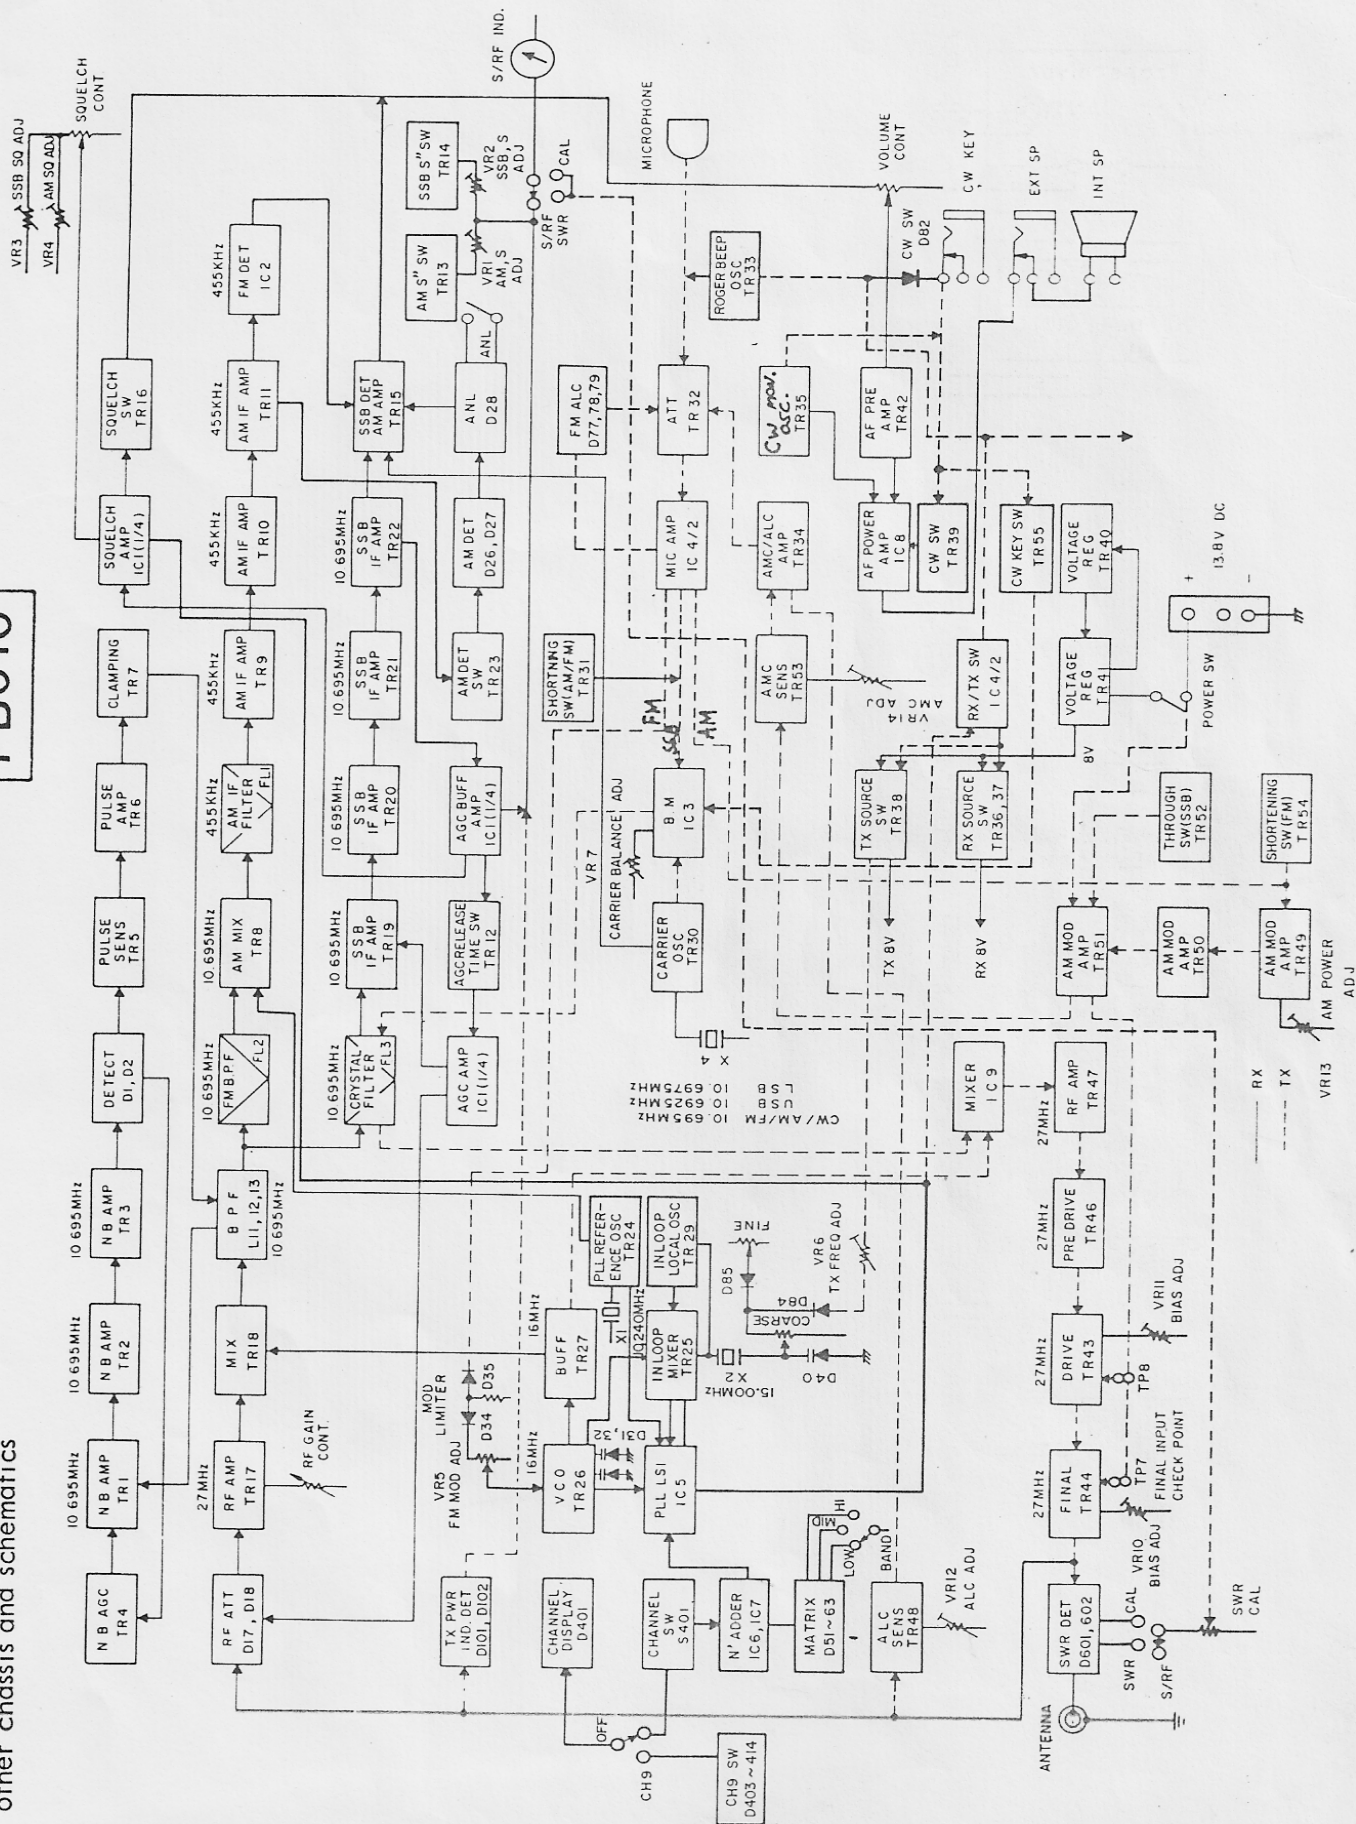 other chassis and schematics
SQUELCH
CONT
VR3
SSB SQ ADJ
VR4
AM SQ ADJ
S/RF IND.
NB AGC
TR4
10 695MHz
NB AMP
TR1
10 695MHz
NB AMP
TR2
10 695MHz
NB AMP
TR3
DETECT
D1, D2
PULSE
SENS
TR5
PULSE
AMP
TR6
CLAMPING
TR7
SQUELCH
AMP
IC1(1/4)
SQUELCH
SW
TR16
RF ATT
D17, D18
27MHz
RF AMP
TR17
RF GAIN
CONT.
MIX
TR18
B P F
L11, 12, 13
10 695MHz
10 695MHz
FM B.P.F
FL2
10.695MHz
AM MIX
TR8
455KHz
AM IF
FILTER
FL1
455KHz
AM IF AMP
TR9
455KHz
AM IF AMP
TR10
455KHz
AM IF AMP
TR11
455KHz
FM DET
IC2
10 695MHz
CRYSTAL
FILTER
FL3
10 695MHz
SSB
IF AMP
TR19
10 695MHz
SSB
IF AMP
TR20
10.695MHz
SSB
IF AMP
TR21
10 695MHz
SSB
IF AMP
TR22
SSB DET
AM AMP
TR15
AGC AMP
IC1(1/4)
AGC RELEASE
TIME SW
TR12
AGC BUFF
AMP
IC1(1/4)
AM DET
SW
TR23
AM DET
D26, D27
ANL
D28
ANL
AM S" SW
TR13
SSB S" SW
TR14
VR1
AM, S
ADJ
VR2
SSB, S
ADJ
S/RF
SWR
CAL
TX PWR
IND. DET
D101, D102
VR5
FM MOD ADJ
MOD
LIMITER
D34
D35
16MHz
VCO
TR26
D31, 32
16MHz
BUFF
TR27
X1
10.240MHz
PLL REFER-
ENCE OSC
TR24
INLOOP
LOCAL OSC
TR29
INLOOP
MIXER
TR25
X2
15.00MHz
D40
COARSE
D84
D85
FINE
VR6
TX FREQ ADJ
CHANNEL
DISPLAY
D401
CHANNEL
SW
S401
PLL LSI
IC5
N' ADDER
IC6, IC7
MATRIX
D51~63
LOW
MID
HI
BAND
ALC
SENS
TR48
VR12
ALC ADJ
OFF
CH9
CH9 SW
D403~414
X 4
CW/AM/FM 10 695MHz
USB 10.6925MHz
LSB 10.6975MHz
CARRIER
OSC
TR30
VR7
CARRIER BALANCE ADJ
B.M
IC3
SSB
FM
AM
SHORTNING
SW(AM/FM)
TR31
MIC AMP
IC 4/2
FM ALC
D77, 78, 79
ATT
TR32
MICROPHONE
ROGER BEEP
OSC
TR33
AMC
SENS
TR53
AMC/ALC
AMP
TR34
VR14
AMC ADJ
CW mon.
osc.
TR35
AF PRE
AMP
TR42
VOLUME
CONT
CW SW
D82
CW KEY
EXT SP
INT SP
AF POWER
AMP
IC8
CW SW
TR39
CW KEY SW
TR55
RX/TX SW
IC4/2
TX SOURCE
SW
TR38
TX 8V
RX SOURCE
SW
TR36, 37
RX 8V
8V
VOLTAGE
REG
TR41
VOLTAGE
REG
TR40
13.8V DC
+
-
POWER SW
THROUGH
SW(SSB)
TR52
SHORTENING
SW(FM)
TR54
AM MOD
AMP
TR51
AM MOD
AMP
TR50
AM MOD
AMP
TR49
VR13
AM POWER
ADJ
RX
TX
MIXER
IC9
27MHz
RF AMP
TR47
27MHz
PRE DRIVE
TR46
27MHz
DRIVE
TR43
VR11
BIAS ADJ
TP8
27MHz
FINAL
TR44
TP7
FINAL INPUT
CHECK POINT
VR10
BIAS ADJ
SWR DET
D601, 602
ANTENNA
SWR
CAL
S/RF
SWR
CAL